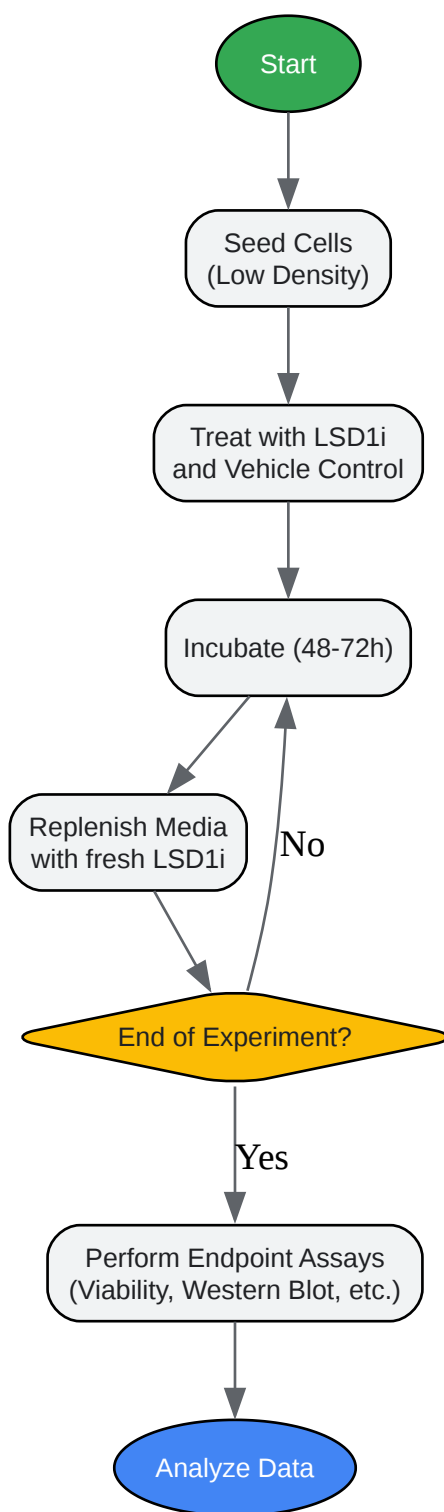 Start
Seed Cells
(Low Density)
Treat with LSD1i
and Vehicle Control
Incubate (48-72h)
Replenish Media
with fresh LSD1i
No
End of Experiment?
Yes
Perform Endpoint Assays
(Viability, Western Blot, etc.)
Analyze Data